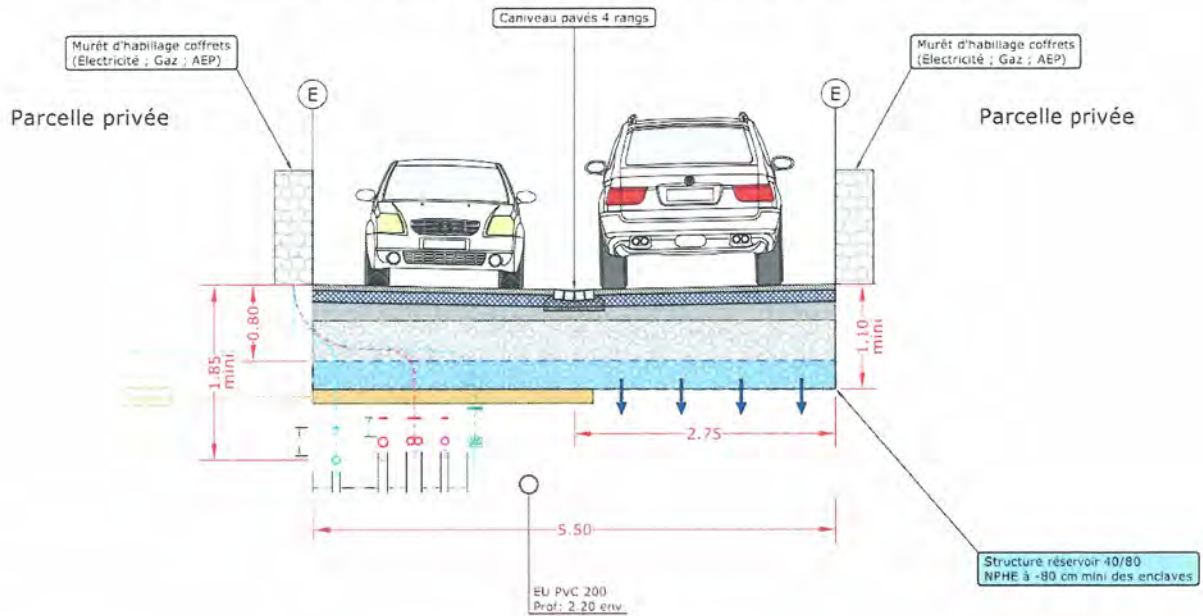 Caniveau pavés 4 rangs
Murêt d'habillage coffrets
(Electricité ; Gaz ; AEP)
Murêt d'habillage coffrets
(Electricité ; Gaz ; AEP)
E
E
Parcelle privée
Parcelle privée
0.80
1.85
mini
1.10
mini
2.75
5.50
Structure réservoir 40/80
NPHE à -80 cm mini des enclaves
EU PVC 200
Prof: 2.20 env.